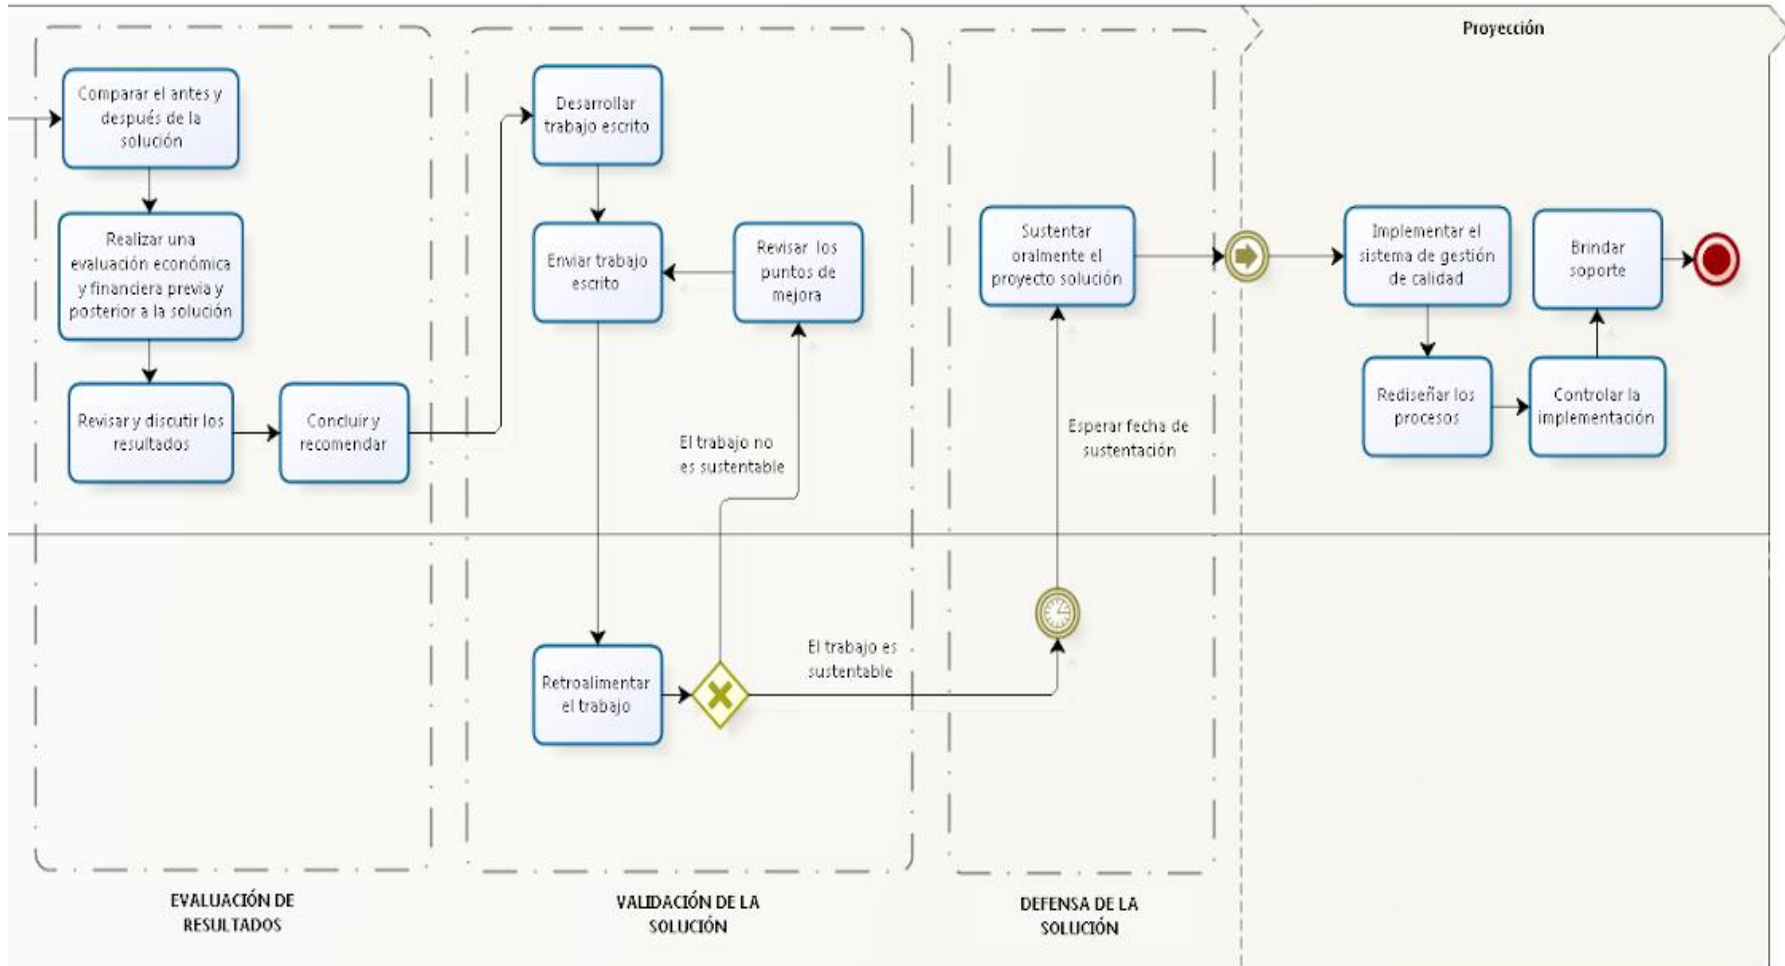 Proyección
Comparar el antes y
después de la
solución
Realizar una
evaluación económica
y financiera previa y
posterior a la solución
Revisar y discutir los
resultados
Concluir y
recomendar
Desarrollar
trabajo escrito
Enviar trabajo
escrito
Revisar los
puntos de
mejora
El trabajo no
es sustentable
Retroalimentar
el trabajo
El trabajo es
sustentable
Sustentar
oralmente el
proyecto solución
Esperar fecha de
sustentación
Implementar el
sistema de gestión
de calidad
Rediseñar los
procesos
Controlar la
implementación
Brindar
soporte
EVALUACIÓN DE
RESULTADOS
VALIDACIÓN DE LA
SOLUCIÓN
DEFENSA DE LA
SOLUCIÓN